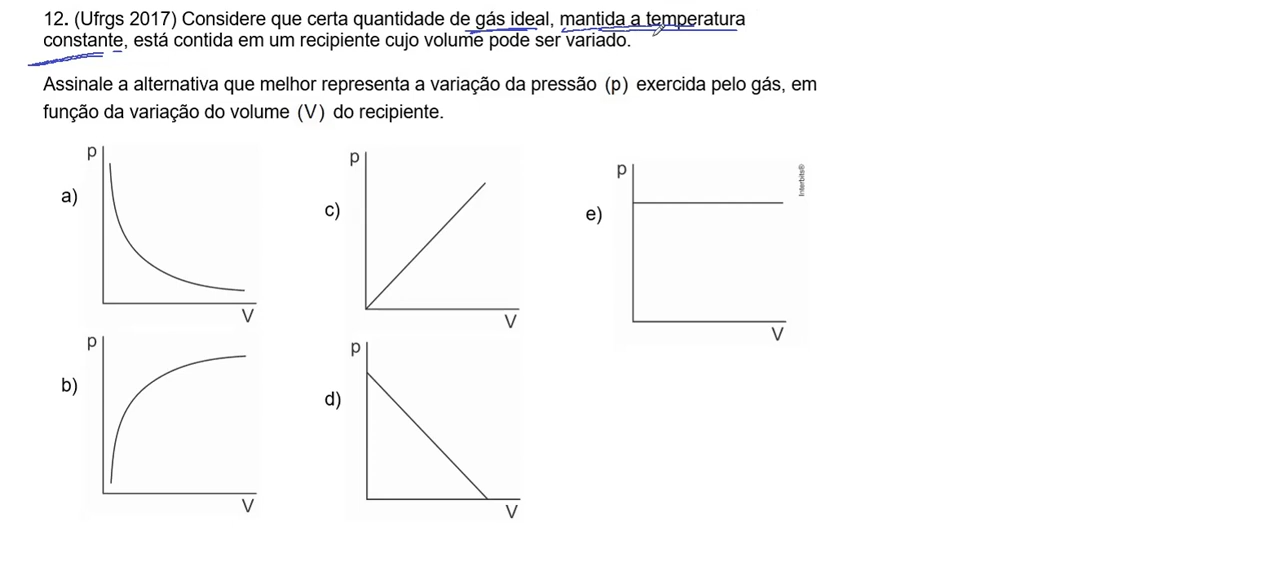 12. (Ufrgs 2017) Considere que certa quantidade de gás ideal, mantida a temperatura
constante, está contida em um recipiente cujo volume pode ser variado.
Assinale a alternativa que melhor representa a variação da pressão (p) exercida pelo gás, em
função da variação do volume (V) do recipiente.
a)
p
V
b)
p
V
c)
p
V
d)
p
V
e)
p
V
Interbits®